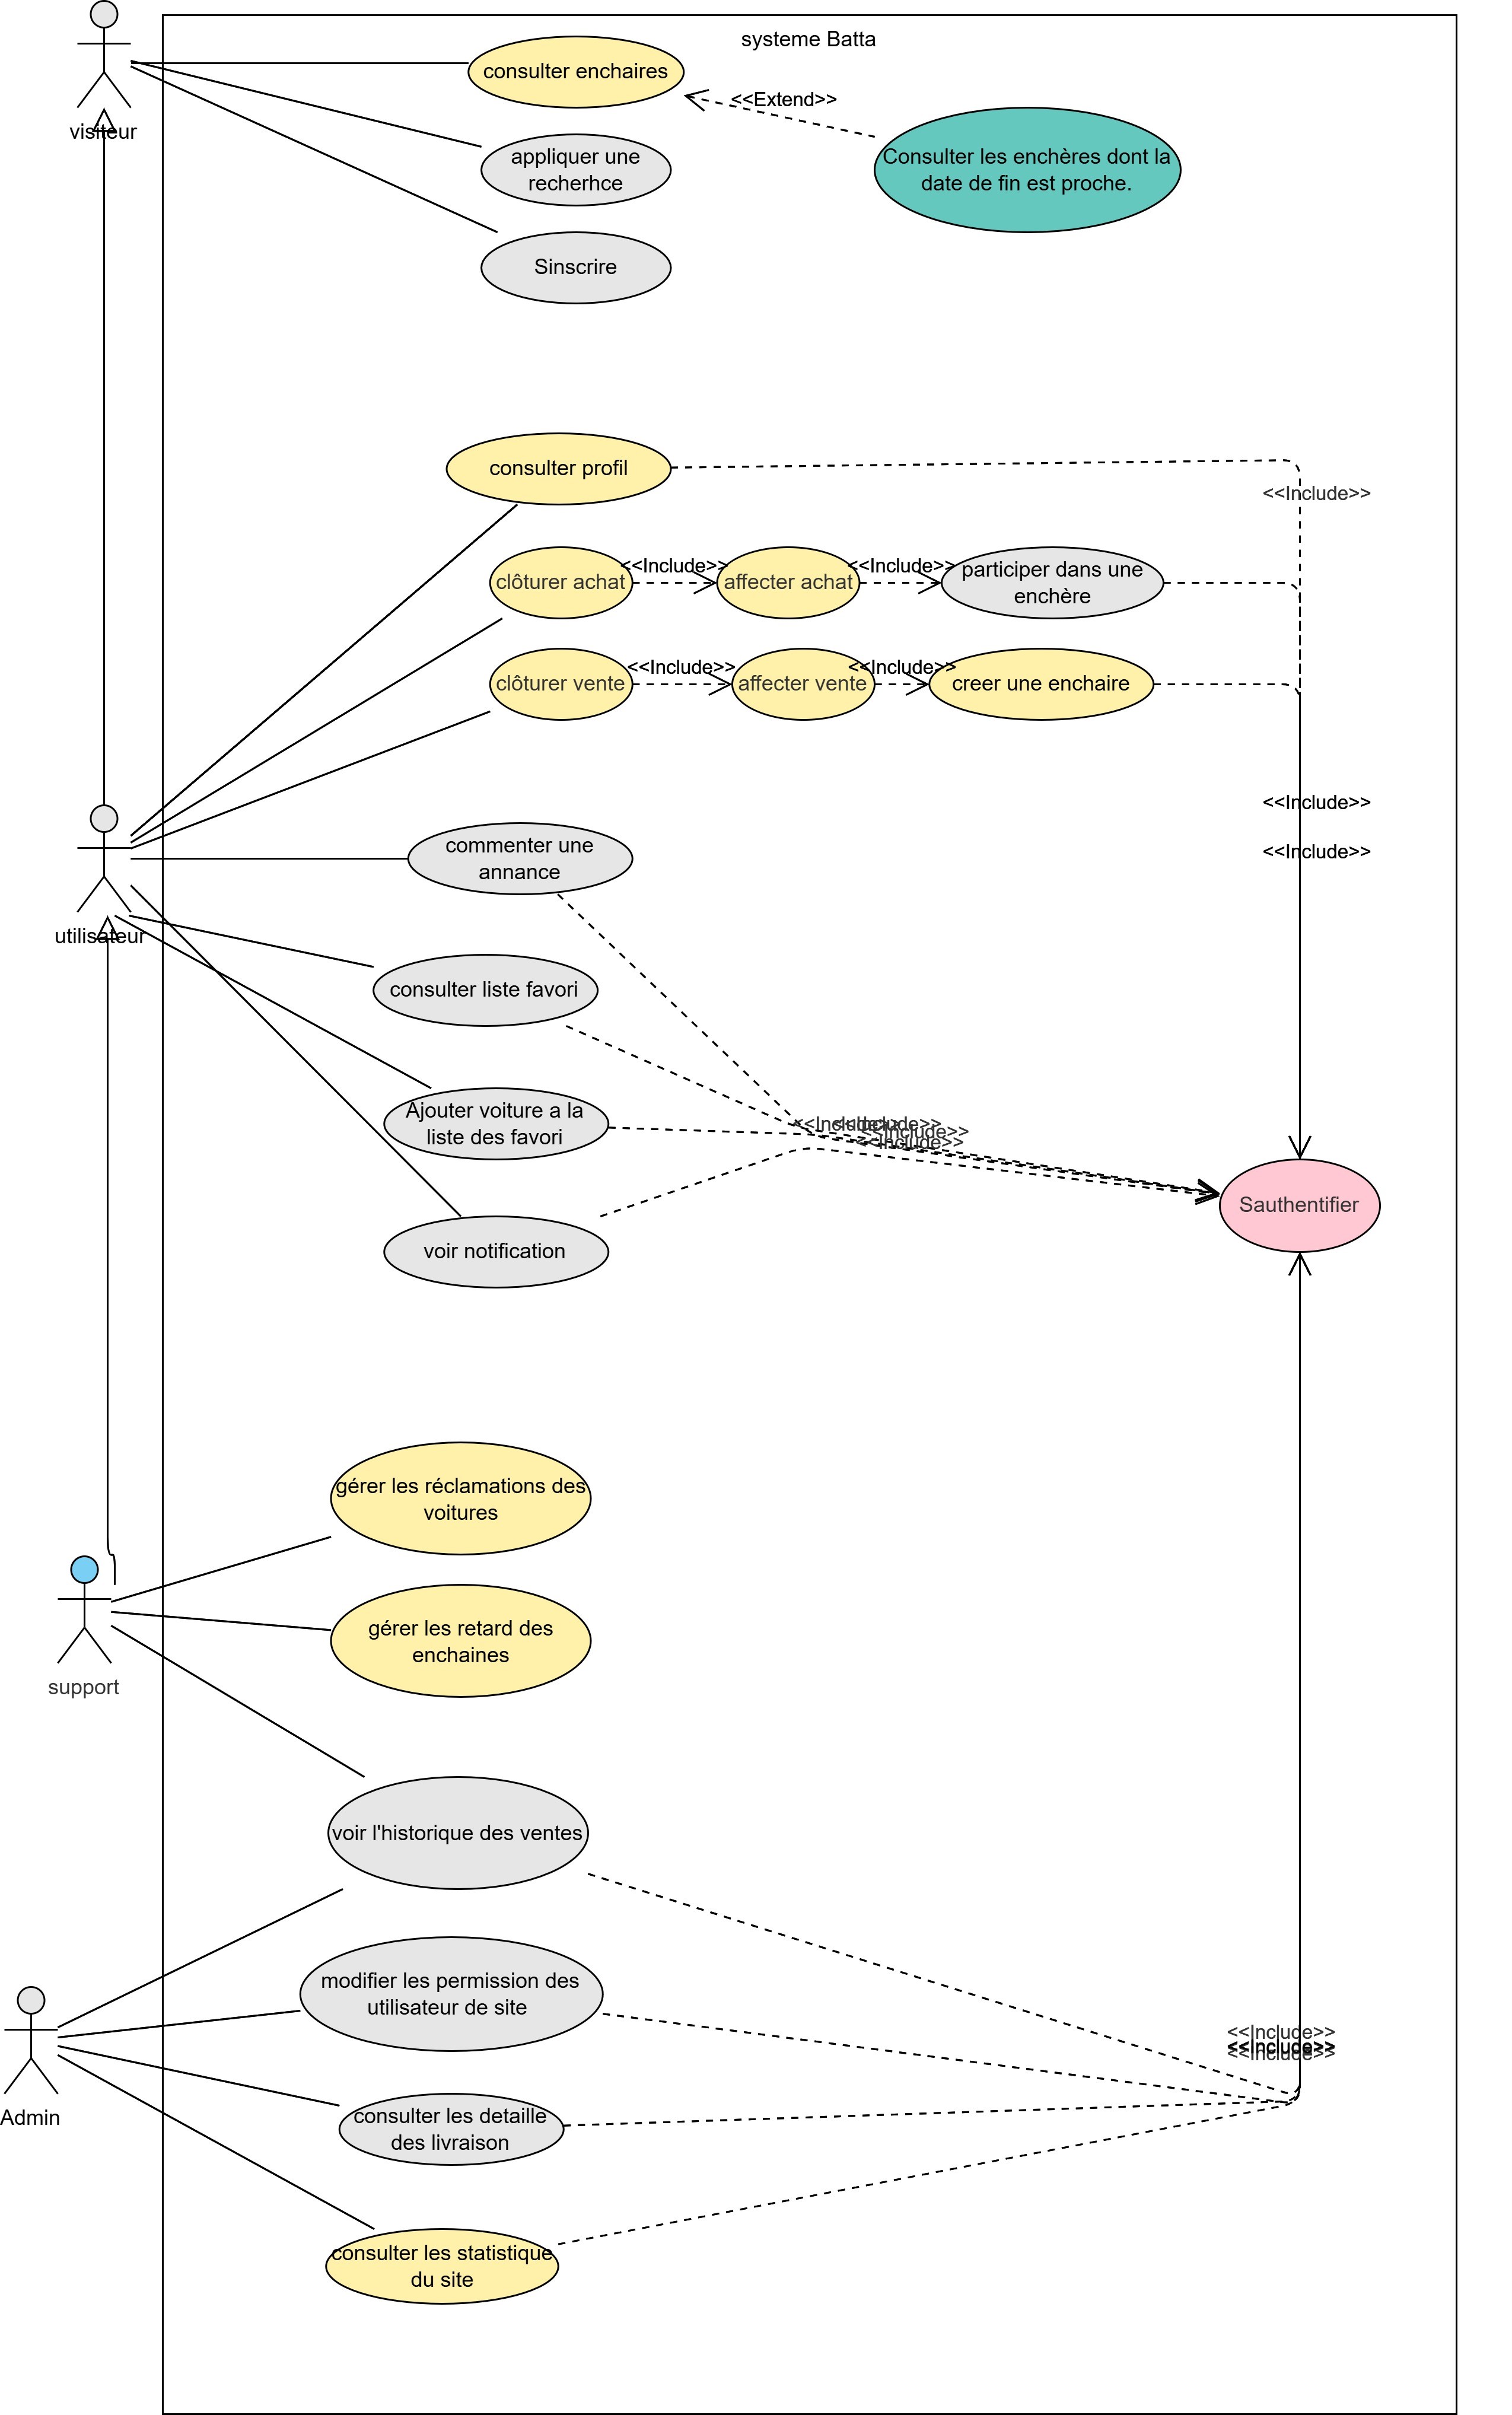 systeme Batta
consulter enchaires
<<Extend>>
visiteur
appliquer une
recherhce
Consulter les enchères dont la
date de fin est proche.
Sinscrire
consulter profil
<<Include>>
clôturer achat
<<Include>>
affecter achat
<<Include>>
participer dans une
enchère
clôturer vente
<<Include>>
affecter vente
<<Include>>
creer une enchaire
<<Include>>
<<Include>>
commenter une
annance
utilisateur
consulter liste favori
Ajouter voiture a la
liste des favori
<<Include>>
<<Include>>
<<Include>>
<<Include>>
Sauthentifier
voir notification
gérer les réclamations des
voitures
gérer les retard des
enchaines
support
voir l'historique des ventes
modifier les permission des
utilisateur de site
<<Include>>
<<Include>>
<<Include>>
Admin
consulter les detaille
des livraison
consulter les statistique
du site